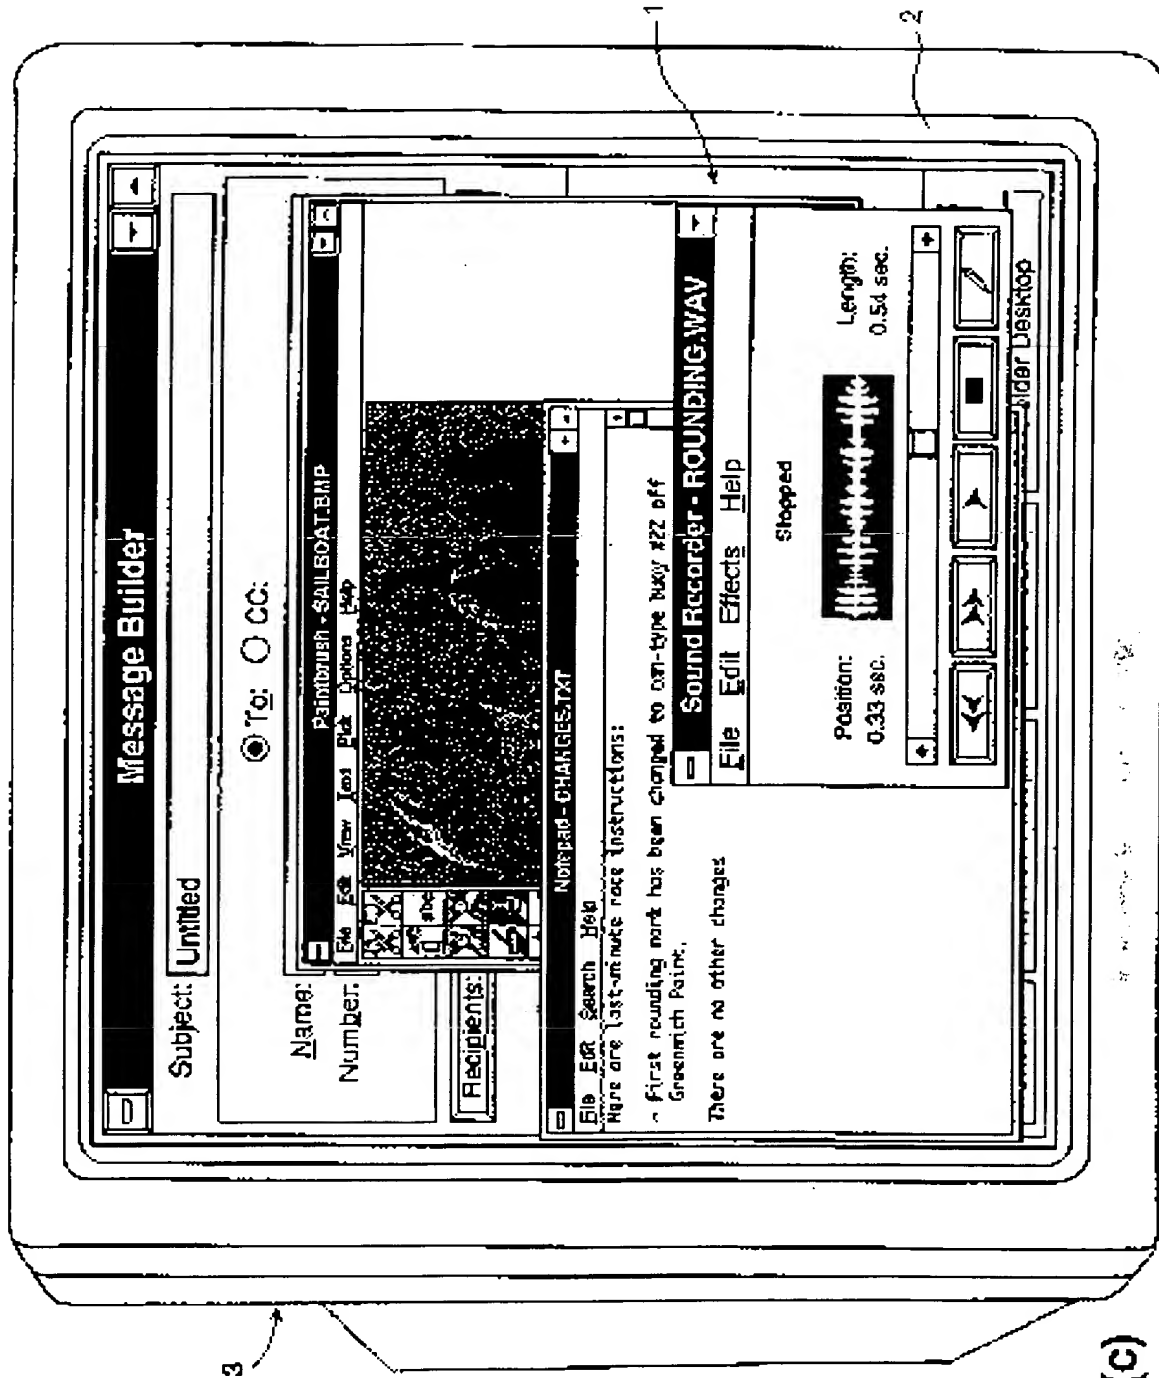 Message Builder
Subject: Untitled
To: CC:
Name:
Number:
Recipients:
Paintbrush - SAILBOAT.BMP
File Edit View Text Pick Options Help
abc
Notepad - CHANGES.TXT
File Edit Search Help
Here are last-minute race instructions:
- First rounding mark has been changed to con-type buoy #22 off
Greenwich Point.
There are no other changes
Sound Recorder - ROUNDING.WAV
File Edit Effects Help
Stopped
Position:
0.33 sec.
Length:
0.54 sec.
Desktop
1
2
3
(c)